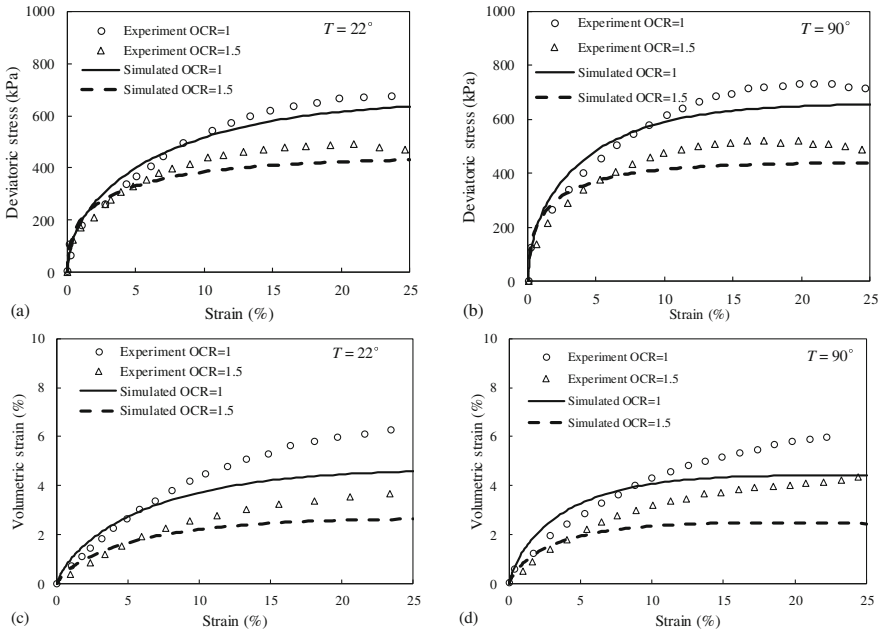 1000
800
600
400
200
0
Deviatoric stress (kPa)
Experiment OCR=1
Experiment OCR=1.5
Simulated OCR=1
Simulated OCR=1.5
T = 22°
0 5 10 15 20 25
Strain (%)
(a)
1000
800
600
400
200
0
Deviatoric stress (kPa)
Experiment OCR=1
Experiment OCR=1.5
Simulated OCR=1
Simulated OCR=1.5
T = 90°
0 5 10 15 20 25
Strain (%)
(b)
10
8
6
4
2
0
Volumetric strain (%)
Experiment OCR=1
Experiment OCR=1.5
Simulated OCR=1
Simulated OCR=1.5
T = 22°
0 5 10 15 20 25
Strain (%)
(c)
10
8
6
4
2
0
Volumetric strain (%)
Experiment OCR=1
Experiment OCR=1.5
Simulated OCR=1
Simulated OCR=1.5
T = 90°
0 5 10 15 20 25
Strain (%)
(d)